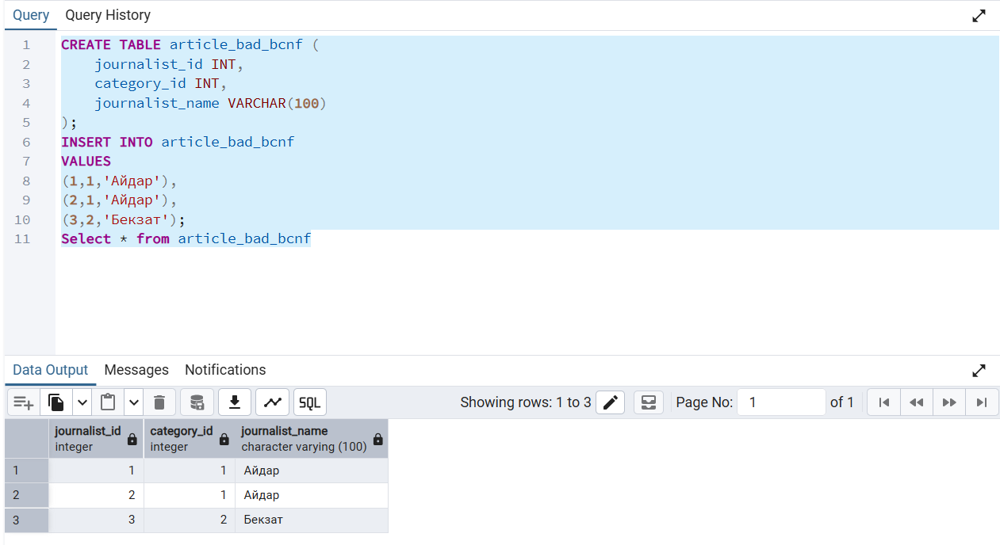 Query Query History
1 CREATE TABLE article_bad_bcnf (
2 journalist_id INT,
3 category_id INT,
4 journalist_name VARCHAR(100)
5 );
6 INSERT INTO article_bad_bcnf
7 VALUES
8 (1,1,'Айдар'),
9 (2,1,'Айдар'),
10 (3,2,'Бекзат');
11 Select * from article_bad_bcnf
Data Output Messages Notifications
SQL Showing rows: 1 to 3 Page No: 1 of 1
journalist_id category_id journalist_name
integer integer character varying (100)
1 1 1 Айдар
2 2 1 Айдар
3 3 2 Бекзат